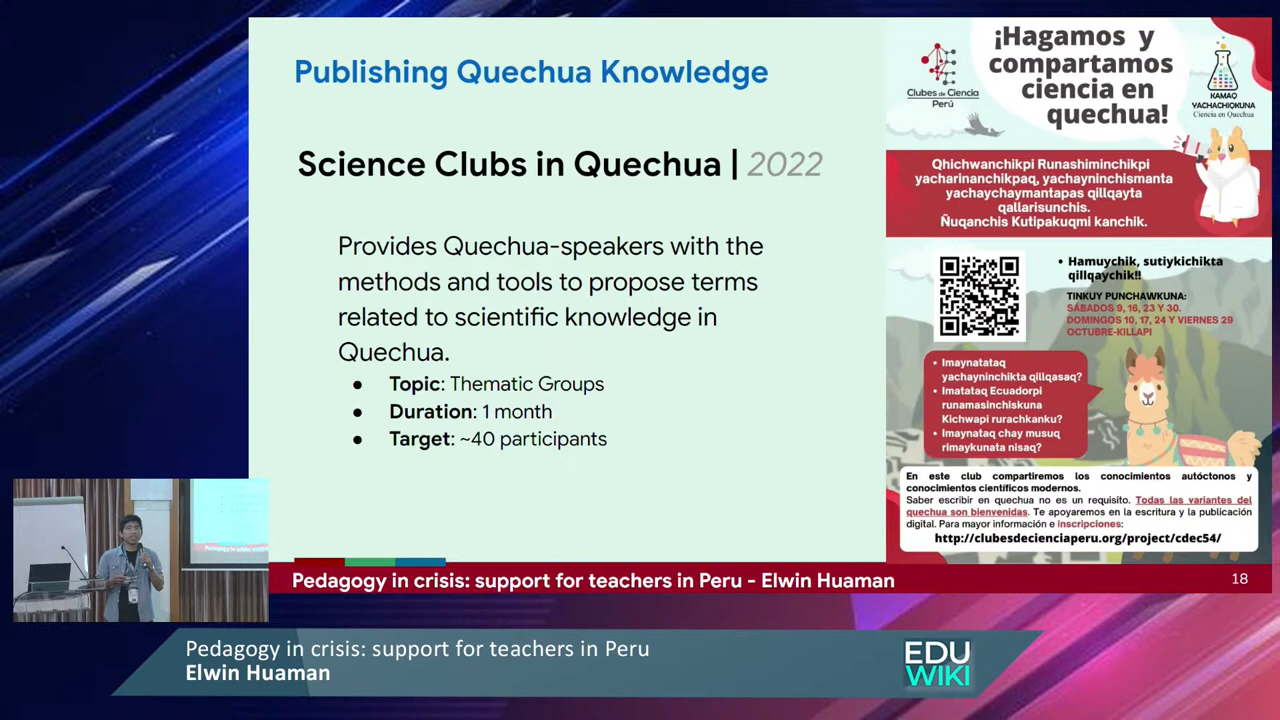 Publishing Quechua Knowledge
Science Clubs in Quechua | 2022
Provides Quechua-speakers with the
methods and tools to propose terms
related to scientific knowledge in
Quechua.
● Topic: Thematic Groups
● Duration: 1 month
● Target: ~40 participants
Clubes de Ciencia
Perú
¡Hagamos y
compartamos
ciencia en
quechua!
KAMAQ
YACHACHIQKUNA
Ciencia en Quechua
Qhichwanchikpi Runashiminchikpi
yacharinanchikpaq, yachayninchismanta
yachaychaymantapas qillqayta
qallarisunchis.
Ñuqanchis Kutipakuqmi kanchik.
• Hamuychik, sutiykichikta
qillqaychik!!
TINKUY PUNCHAWKUNA:
SÁBADOS 9, 16, 23 Y 30.
DOMINGOS 10, 17, 24 Y VIERNES 29
OCTUBRE-KILLAPI
• Imaynatataq
yachayninchikta qillqasaq?
• Imatataq Ecuadorpi
runamasinchiskuna
Kichwapi rurachkanku?
• Imaynataq chay musuq
rimaykunata nisaq?
En este club compartiremos los conocimientos autóctonos y
conocimientos científicos modernos.
Saber escribir en quechua no es un requisito. Todas las variantes del
quechua son bienvenidas. Te apoyaremos en la escritura y la publicación
digital. Para mayor información e inscripciones:
http://clubesdecienciaperu.org/project/cdec54/
Pedagogy in crisis: support for teachers in Peru - Elwin Huaman
18
Pedagogy in crisis: support for teachers in Peru
Elwin Huaman
EDU
WIKI